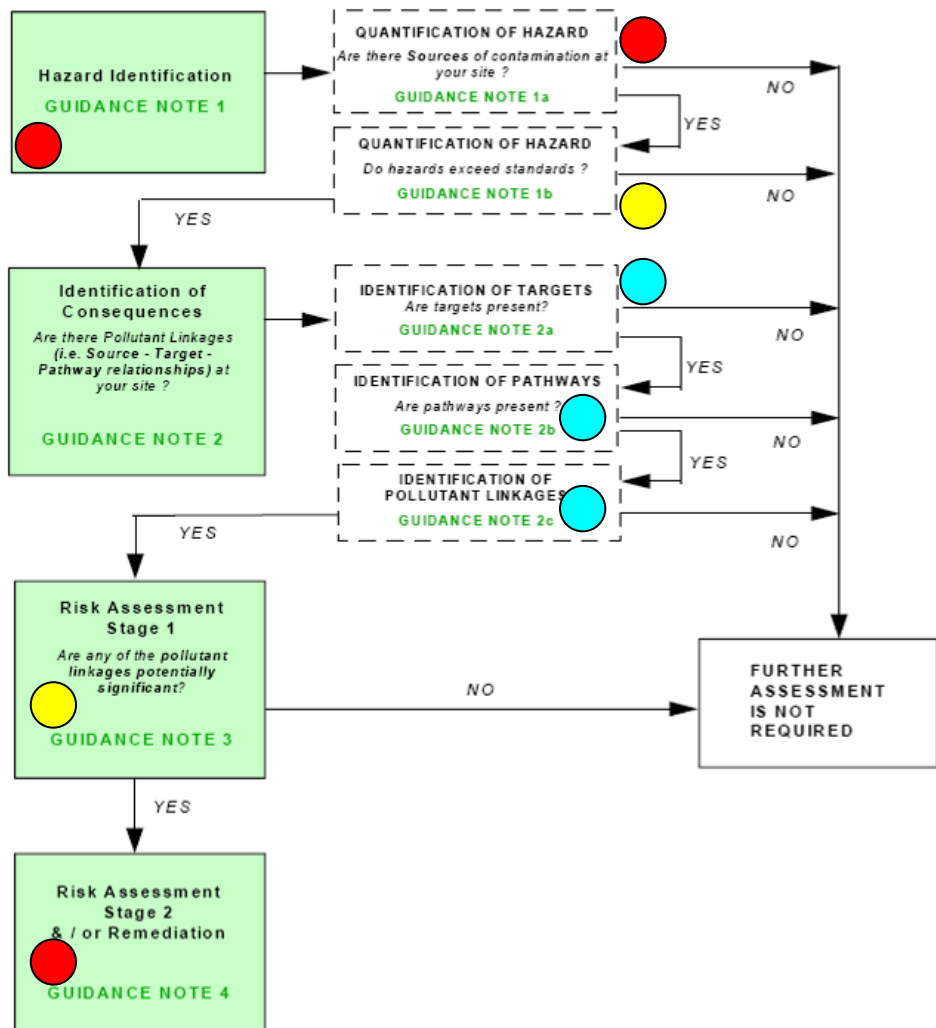 Hazard Identification
GUIDANCE NOTE 1
QUANTIFICATION OF HAZARD
Are there Sources of contamination at
your site ?
GUIDANCE NOTE 1a
NO
YES
QUANTIFICATION OF HAZARD
Do hazards exceed standards ?
GUIDANCE NOTE 1b
NO
YES
Identification of
Consequences
Are there Pollutant Linkages
(i.e. Source - Target -
Pathway relationships) at
your site ?
GUIDANCE NOTE 2
IDENTIFICATION OF TARGETS
Are targets present?
GUIDANCE NOTE 2a
NO
YES
IDENTIFICATION OF PATHWAYS
Are pathways present ?
GUIDANCE NOTE 2b
NO
YES
IDENTIFICATION OF
POLLUTANT LINKAGES
GUIDANCE NOTE 2c
NO
YES
Risk Assessment
Stage 1
Are any of the pollutant
linkages potentially
significant?
GUIDANCE NOTE 3
NO
FURTHER
ASSESSMENT
IS NOT
REQUIRED
YES
Risk Assessment
Stage 2
& / or Remediation
GUIDANCE NOTE 4